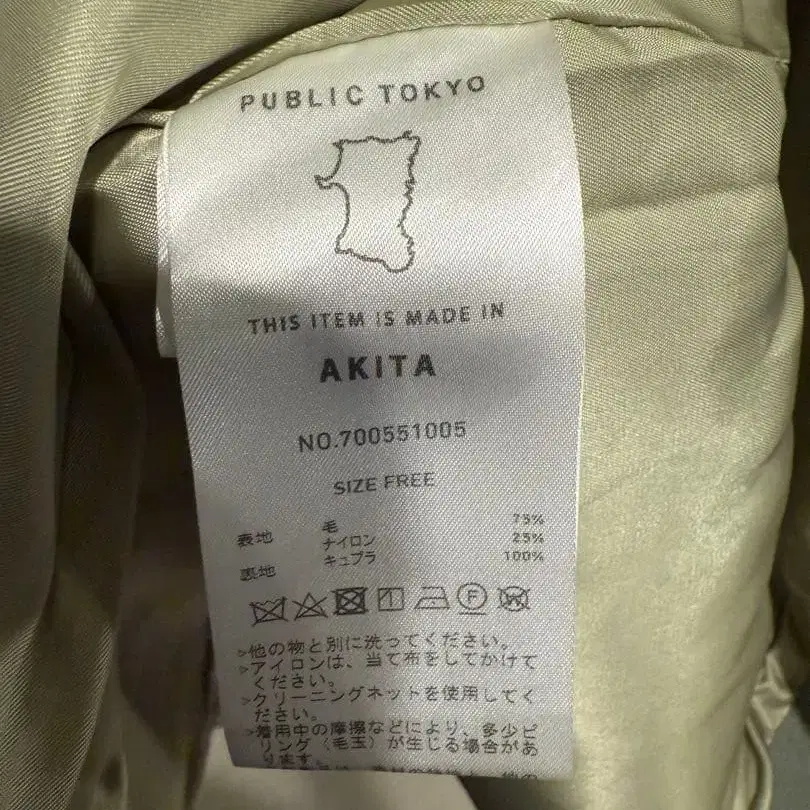 PUBLIC TOKYO
THIS ITEM IS MADE IN
AKITA
NO.700551005
SIZE FREE
表地 毛 75%
ナイロン 25%
裏地 キュプラ 100%
>他の物と別に洗ってください。
>アイロンは、当て布をしてかけて
ください。
>クリーニングネットを使用してく
ださい。
>着用中の摩擦などにより、多少ピ
リング（毛玉）が生じる場合があ
ります。